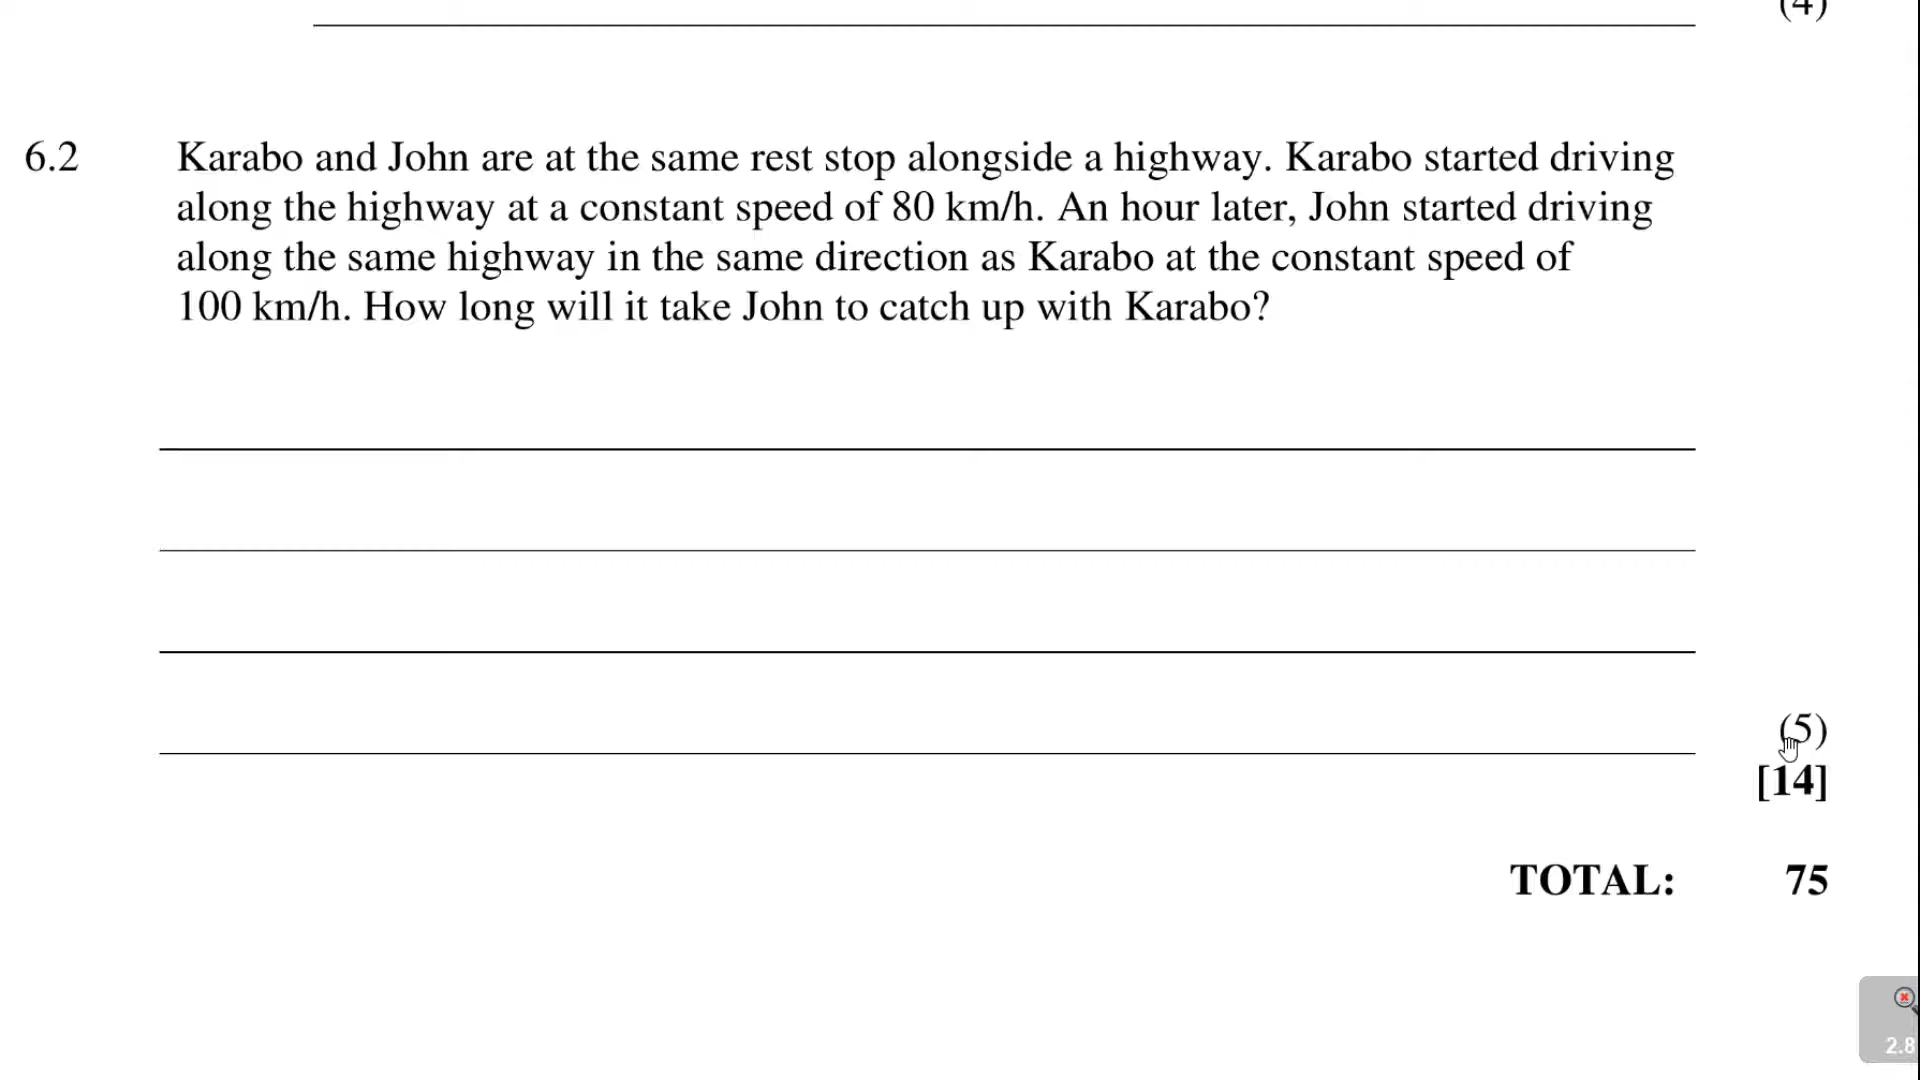 (4)
6.2 Karabo and John are at the same rest stop alongside a highway. Karabo started driving
along the highway at a constant speed of 80 km/h. An hour later, John started driving
along the same highway in the same direction as Karabo at the constant speed of
100 km/h. How long will it take John to catch up with Karabo?
(5)
[14]
TOTAL: 75
2.8